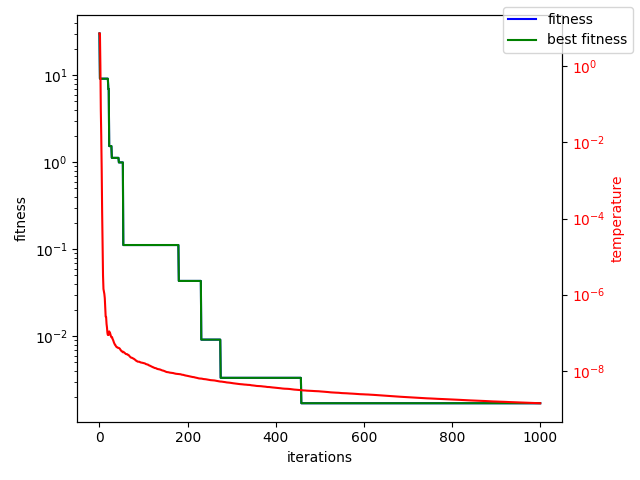 fitness
best fitness
10¹
10⁰
10⁻¹
10⁻²
fitness
10⁰
10⁻²
10⁻⁴
10⁻⁶
10⁻⁸
temperature
0 200 400 600 800 1000
iterations